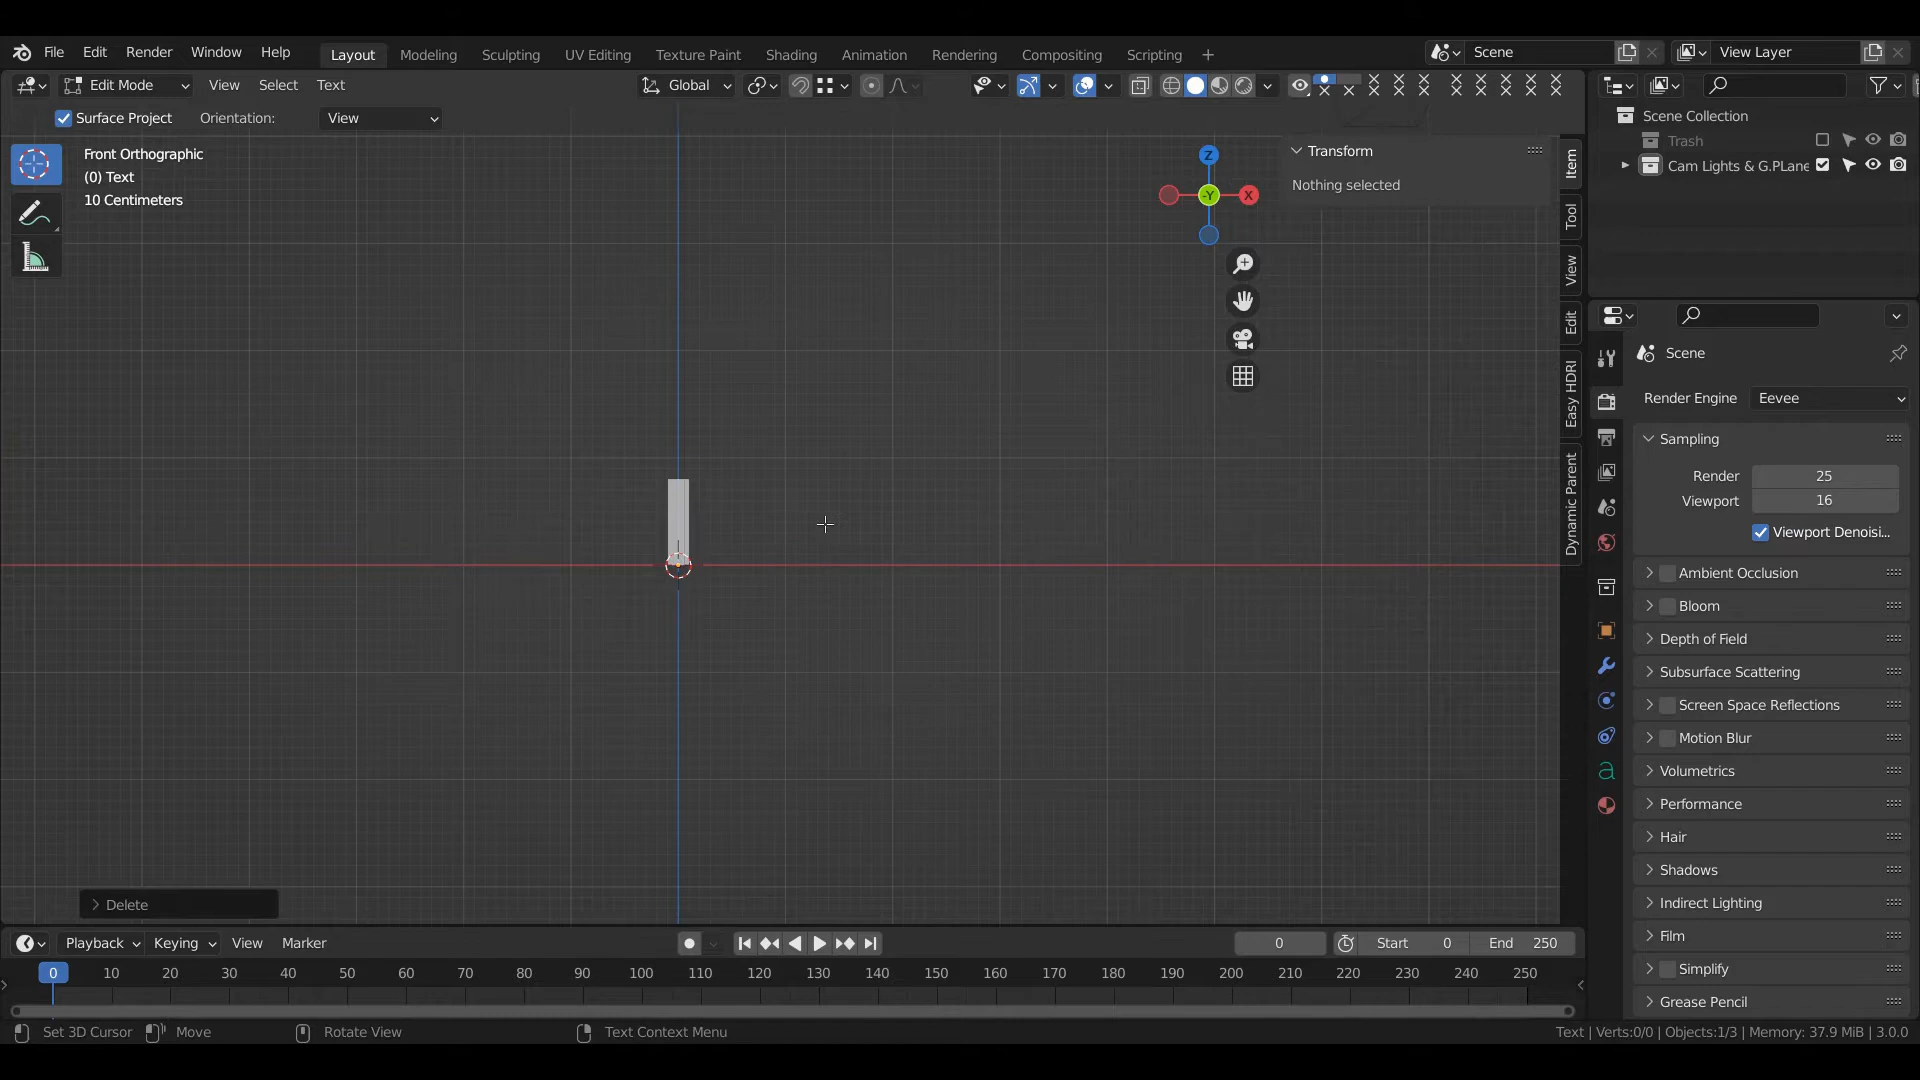 File Edit Render Window Help Layout Modeling Sculpting UV Editing Texture Paint Shading Animation Rendering Compositing Scripting + Scene View Layer
Edit Mode View Select Text Global
Surface Project Orientation: View
Front Orthographic
(0) Text
10 Centimeters
Z
X
-Y
Transform
Nothing selected
Item
Tool
View
Edit
Easy HDRI
Dynamic Parent
Scene Collection
Trash
Cam Lights & G.PLane
Scene
Render Engine Eevee
Sampling
Render 25
Viewport 16
Viewport Denoisi...
Ambient Occlusion
Bloom
Depth of Field
Subsurface Scattering
Screen Space Reflections
Motion Blur
Volumetrics
Performance
Hair
Shadows
Indirect Lighting
Film
Simplify
Grease Pencil
Delete
Playback Keying View Marker 0 Start 0 End 250
0 10 20 30 40 50 60 70 80 90 100 110 120 130 140 150 160 170 180 190 200 210 220 230 240 250
Set 3D Cursor Move Rotate View Text Context Menu Text | Verts:0/0 | Objects:1/3 | Memory: 37.9 MiB | 3.0.0